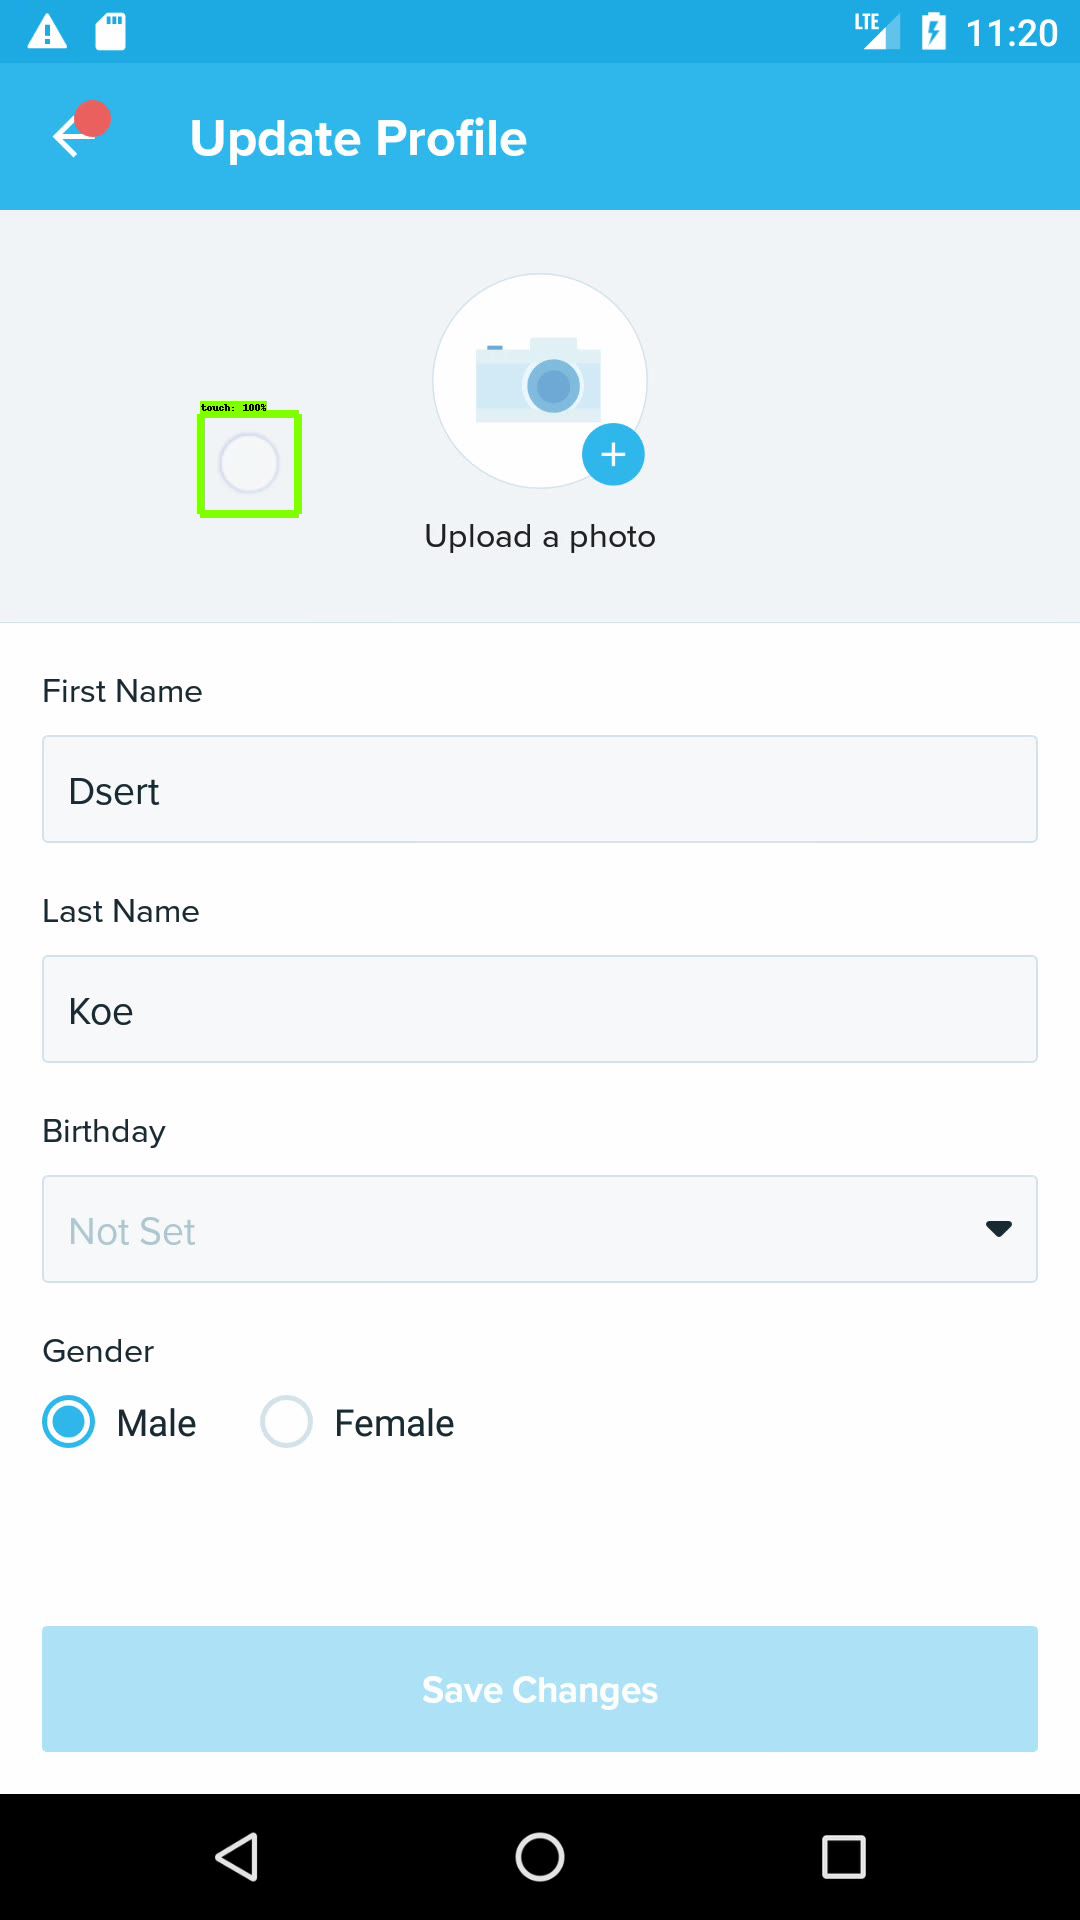 LTE 11:20
Update Profile
touch: 100%
Upload a photo
First Name
Dsert
Last Name
Koe
Birthday
Not Set
Gender
Male Female
Save Changes